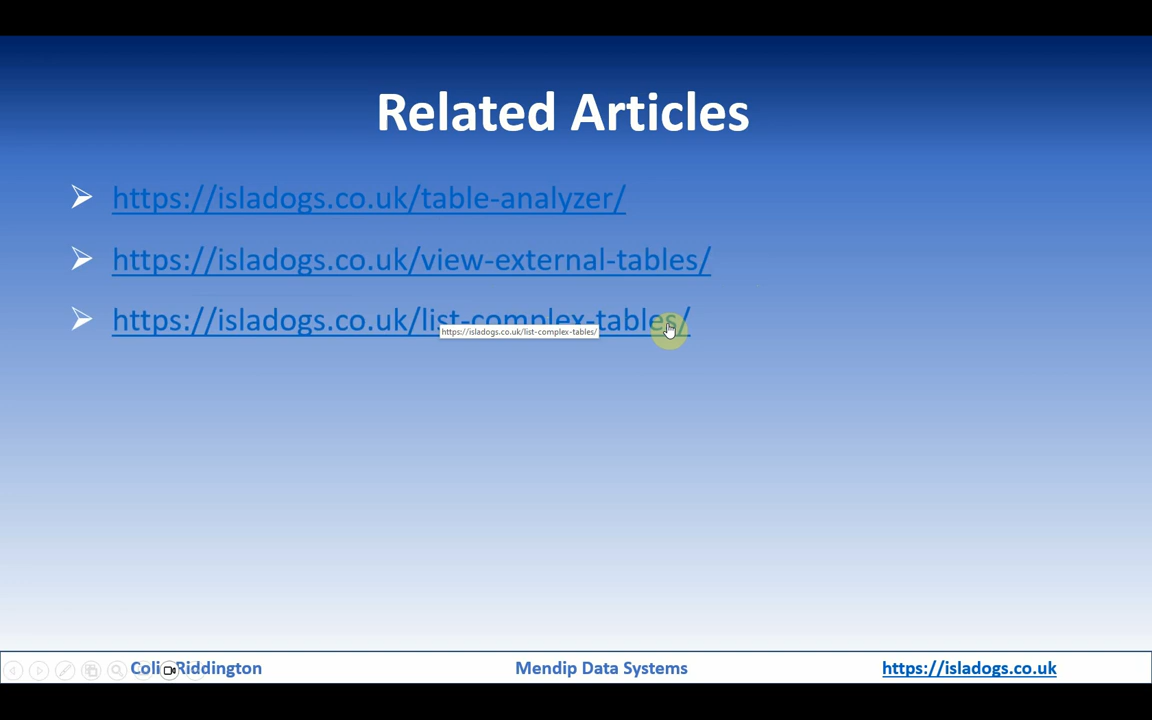 Related Articles
https://isladogs.co.uk/table-analyzer/
https://isladogs.co.uk/view-external-tables/
https://isladogs.co.uk/list-complex-tables/
https://isladogs.co.uk/list-complex-tables/
Colin Riddington
Mendip Data Systems
https://isladogs.co.uk